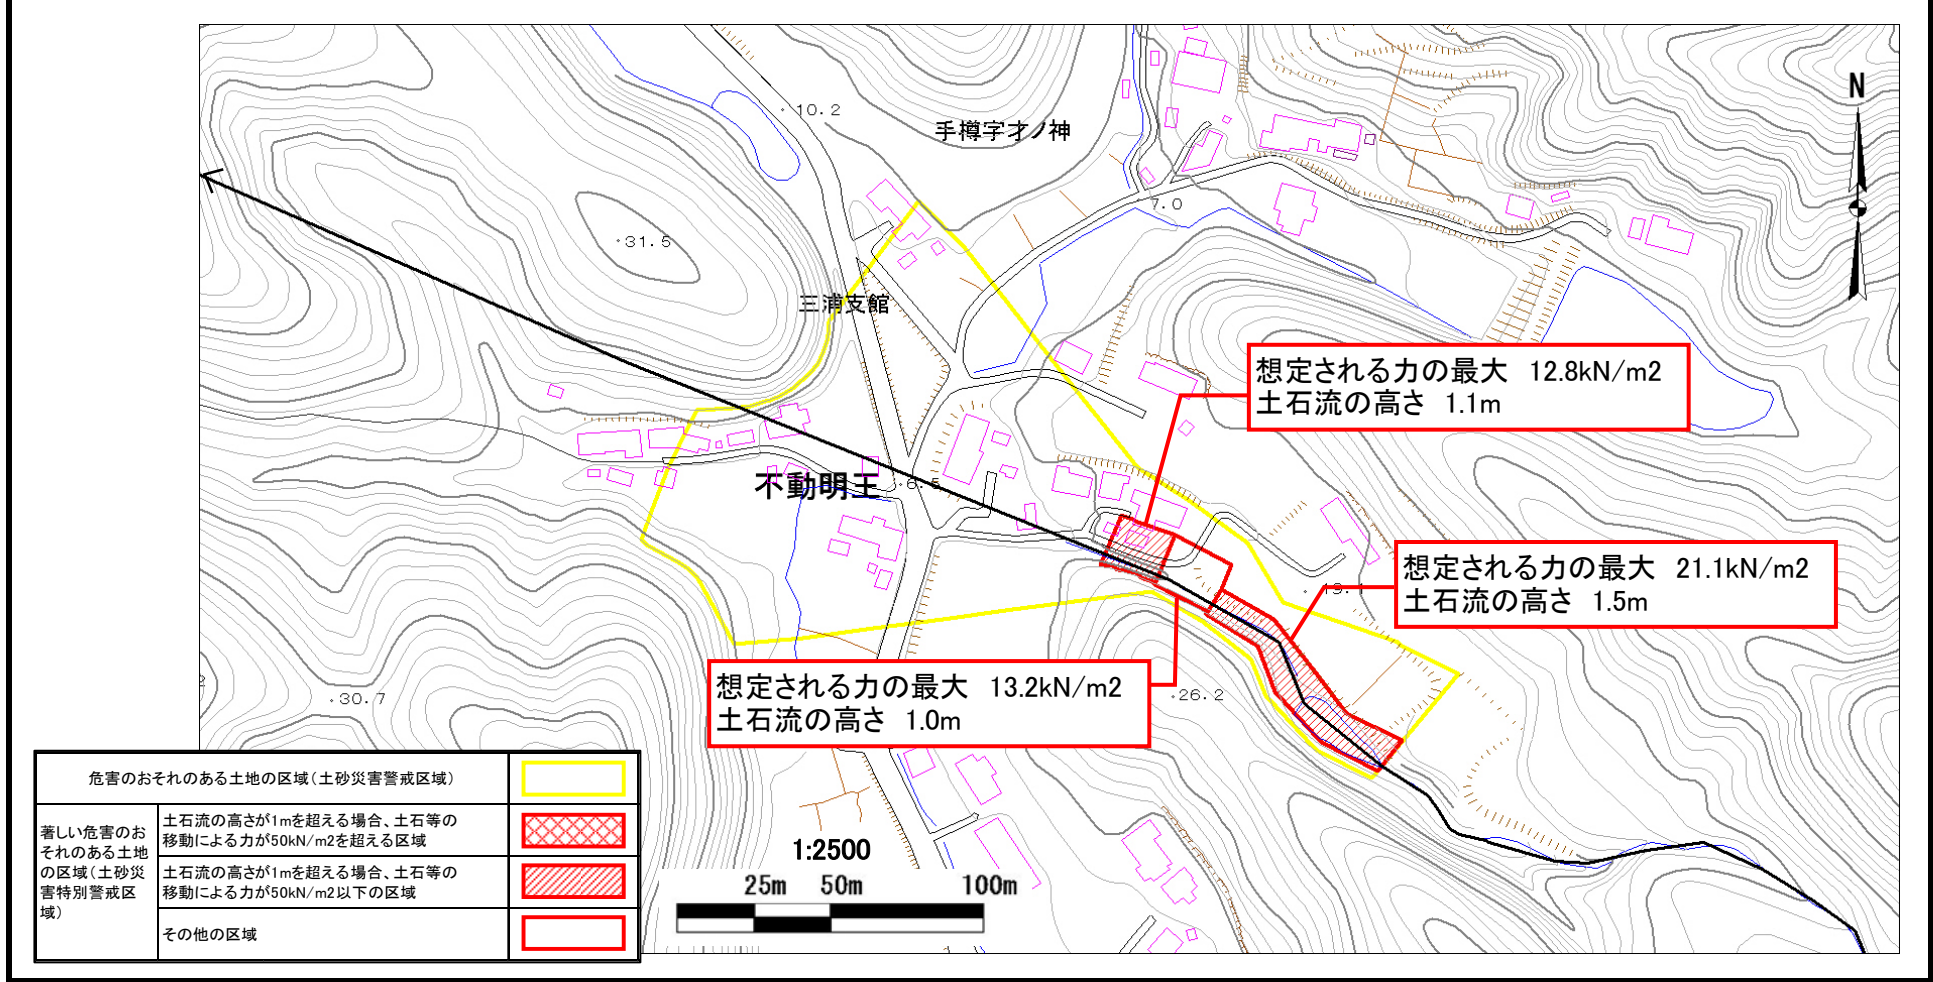 N
10.2
手樽字才ノ神
7.0
31.5
三浦支館
想定される力の最大 12.8kN/m2
土石流の高さ 1.1m
不動明王
6.5
想定される力の最大 21.1kN/m2
土石流の高さ 1.5m
19.1
想定される力の最大 13.2kN/m2
土石流の高さ 1.0m
26.2
30.7
危害のおそれのある土地の区域(土砂災害警戒区域)
著しい危害のお
それのある土地
の区域(土砂災
害特別警戒区
域)
土石流の高さが1mを超える場合、土石等の
移動による力が50kN/m2を超える区域
土石流の高さが1mを超える場合、土石等の
移動による力が50kN/m2以下の区域
その他の区域
1:2500
25m 50m 100m